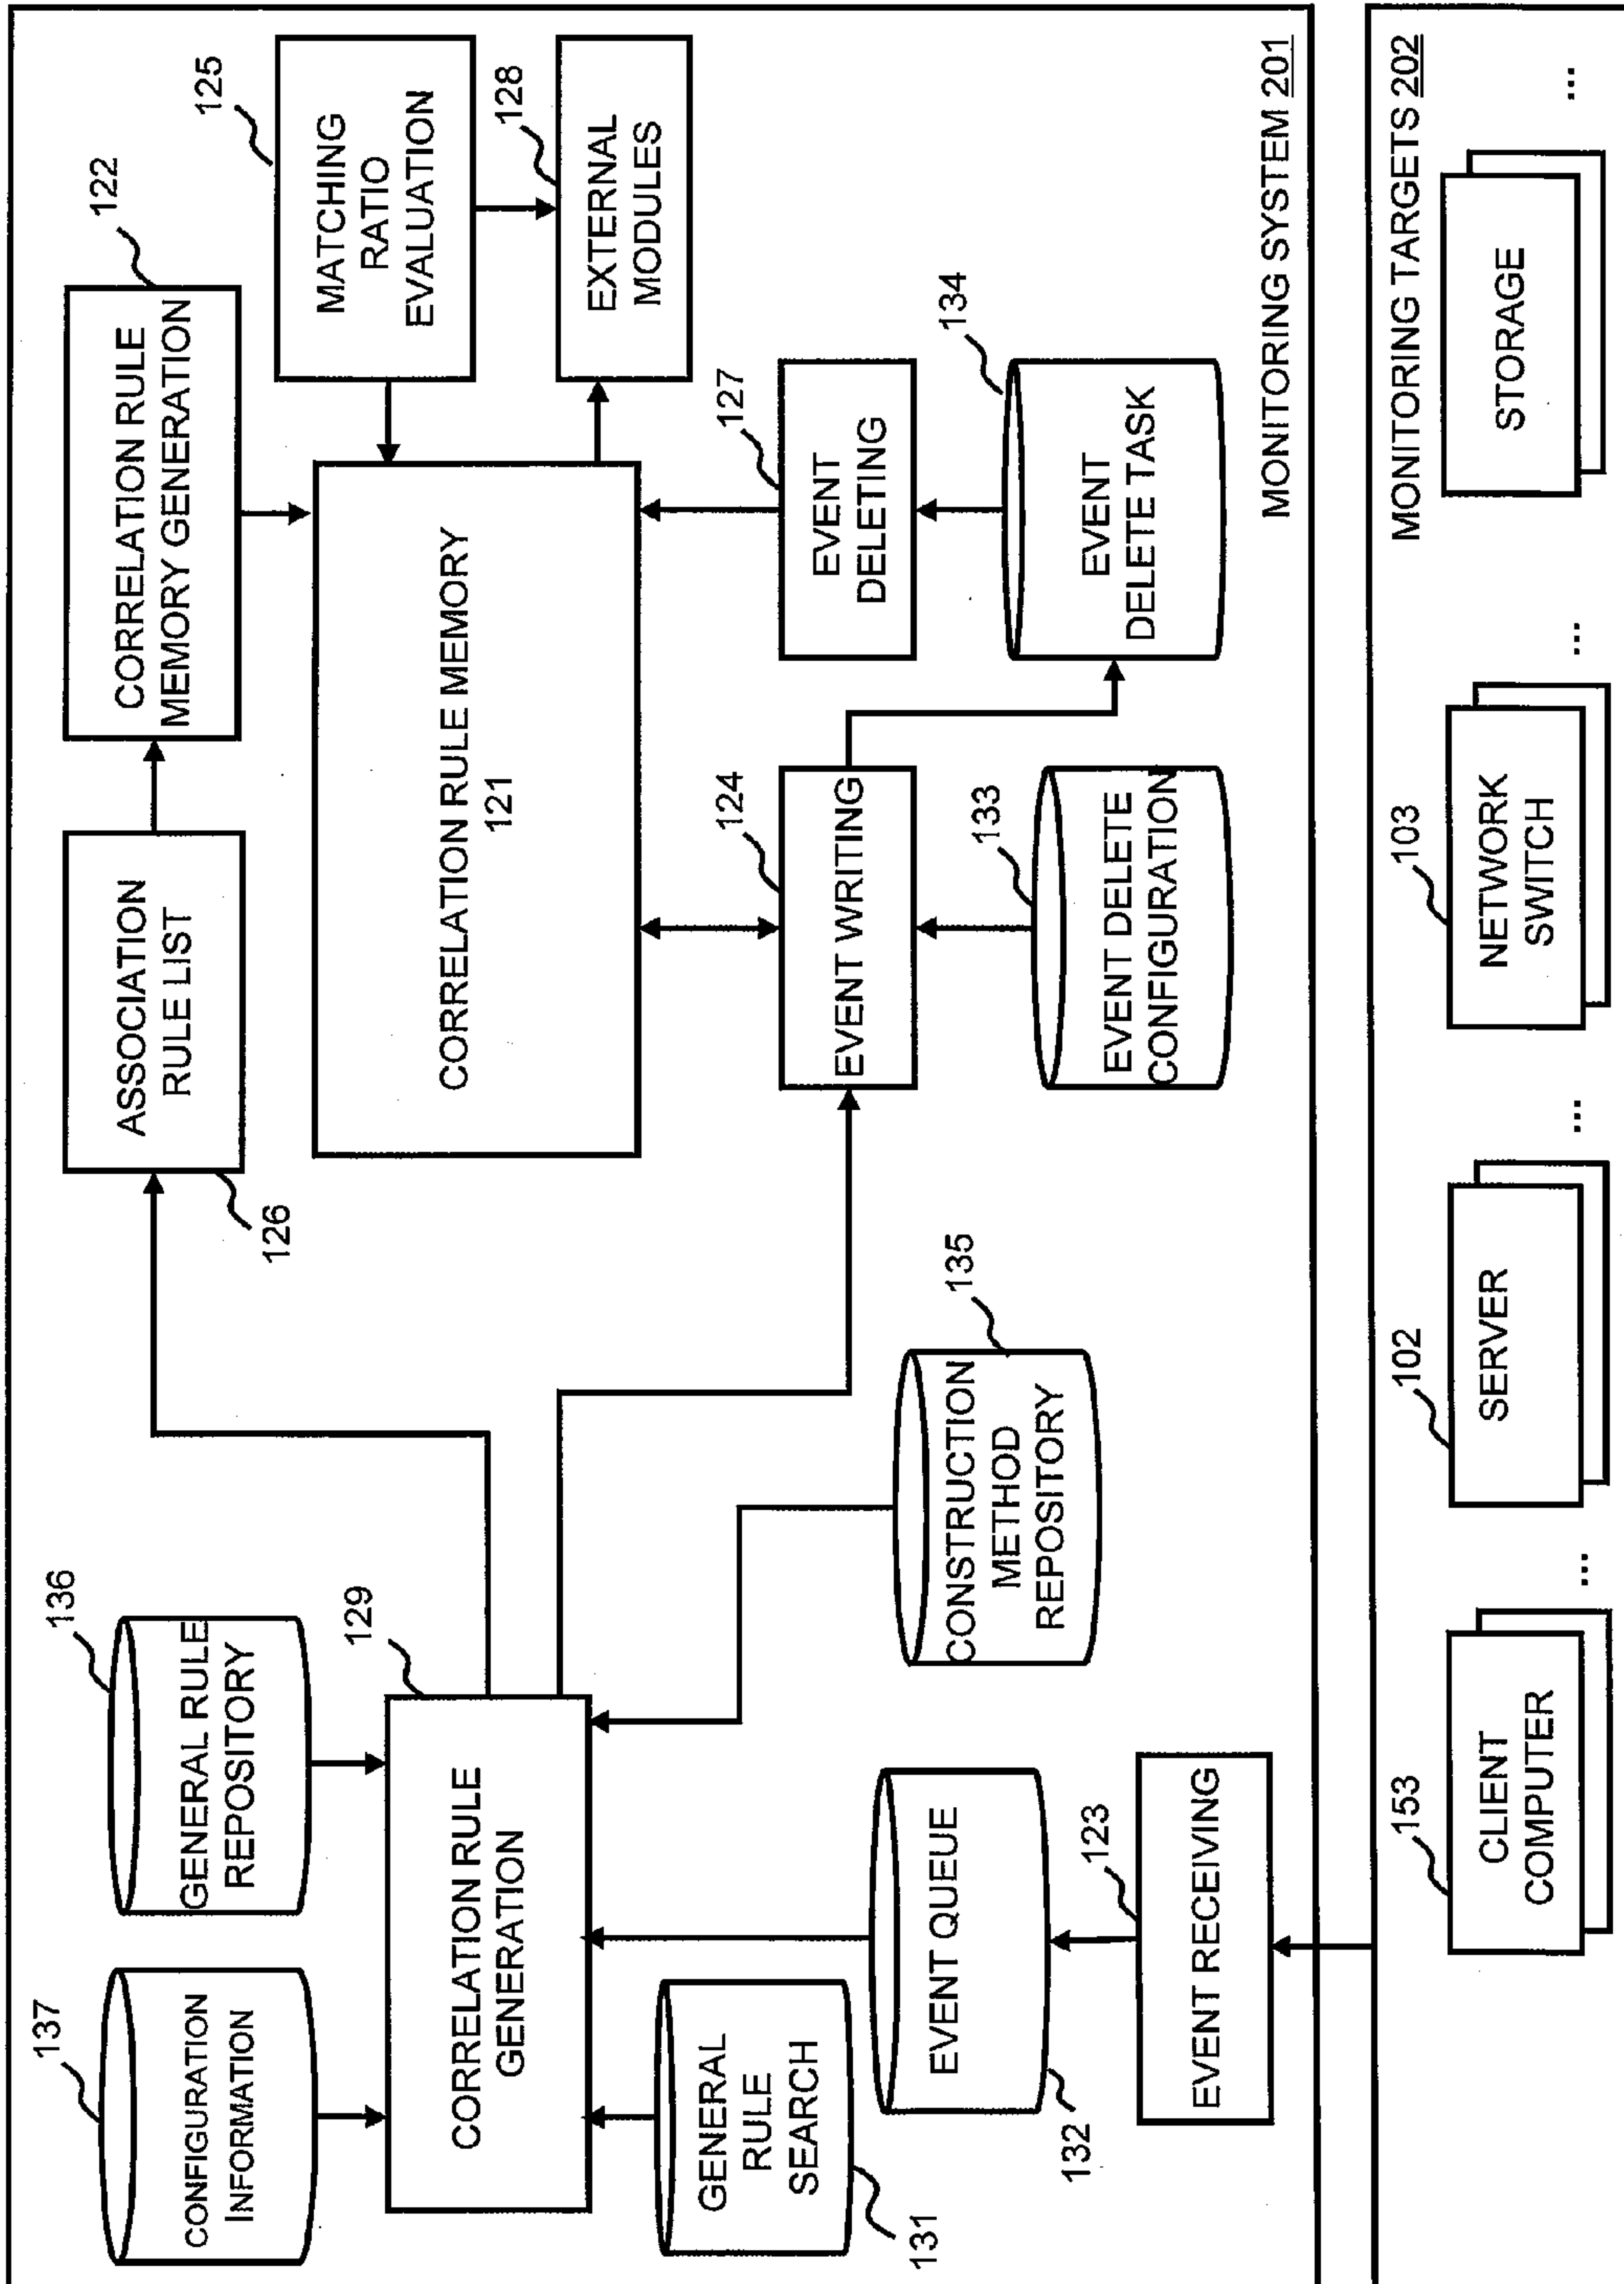 137
CONFIGURATION
INFORMATION
136
GENERAL RULE
REPOSITORY
126
ASSOCIATION
RULE LIST
122
CORRELATION RULE
MEMORY GENERATION
125
MATCHING
RATIO
EVALUATION
129
CORRELATION RULE
GENERATION
CORRELATION RULE MEMORY
121
128
EXTERNAL
MODULES
131
GENERAL
RULE
SEARCH
132
EVENT QUEUE
135
CONSTRUCTION
METHOD
REPOSITORY
124
EVENT WRITING
127
EVENT
DELETING
123
EVENT RECEIVING
133
EVENT DELETE
CONFIGURATION
134
EVENT
DELETE TASK
MONITORING SYSTEM 201
MONITORING TARGETS 202
153
CLIENT
COMPUTER
...
102
SERVER
...
103
NETWORK
SWITCH
...
STORAGE
...